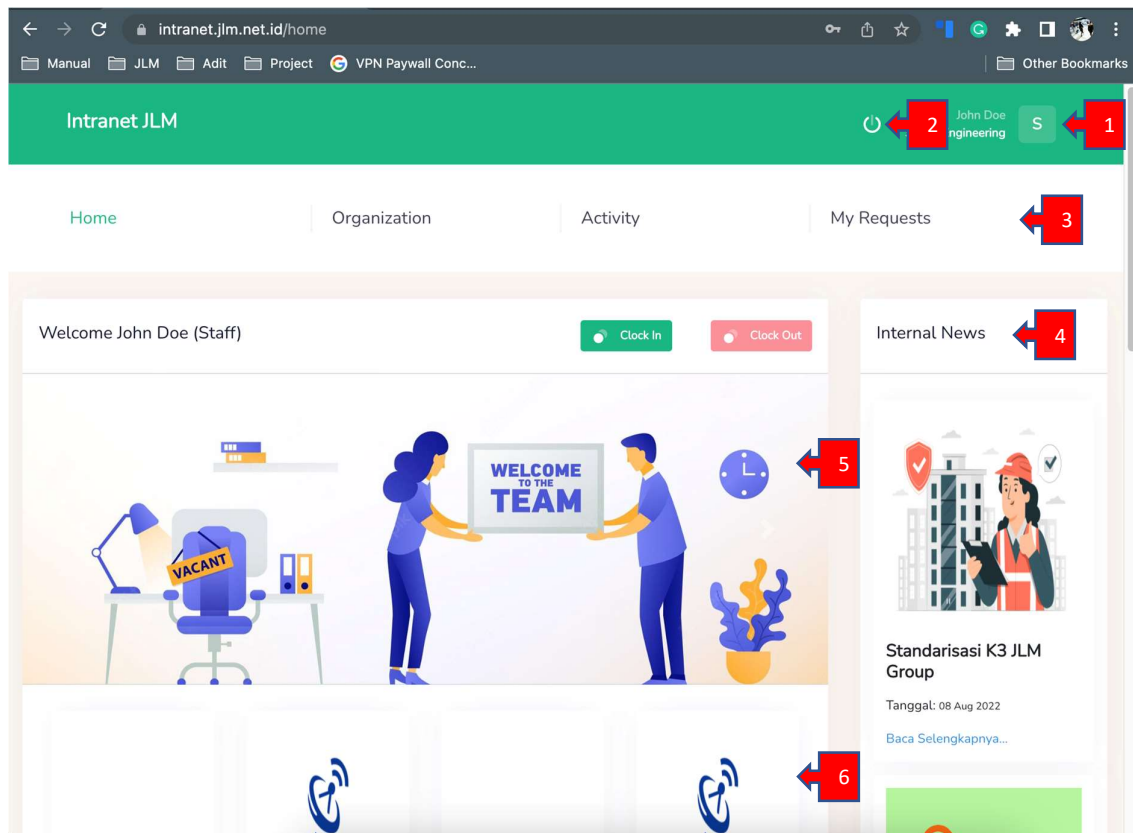 intranet.jlm.net.id/home
Manual JLM Adit Project VPN Paywall Conc... Other Bookmarks
Intranet JLM
John Doe
ngineering
S
1
2
Home Organization Activity My Requests
3
Welcome John Doe (Staff) Clock In Clock Out
Internal News
4
WELCOME
TO THE
TEAM
VACANT
5
Standarisasi K3 JLM
Group
Tanggal: 08 Aug 2022
Baca Selengkapnya...
6